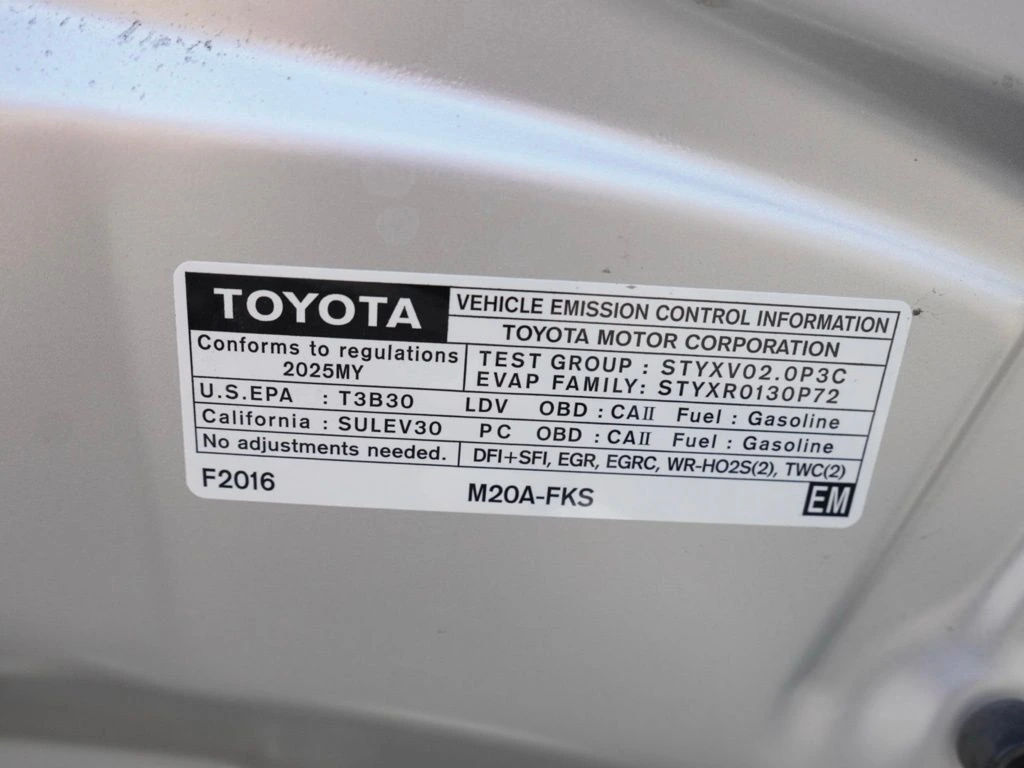 TOYOTA
VEHICLE EMISSION CONTROL INFORMATION
TOYOTA MOTOR CORPORATION
Conforms to regulations
2025MY
TEST GROUP : STYXV02.0P3C
EVAP FAMILY: STYXR0130P72
U.S.EPA : T3B30 LDV OBD : CAII Fuel : Gasoline
California : SULEV30 PC OBD : CAII Fuel : Gasoline
No adjustments needed. DFI+SFI, EGR, EGRC, WR-HO2S(2), TWC(2)
F2016 M20A-FKS EM